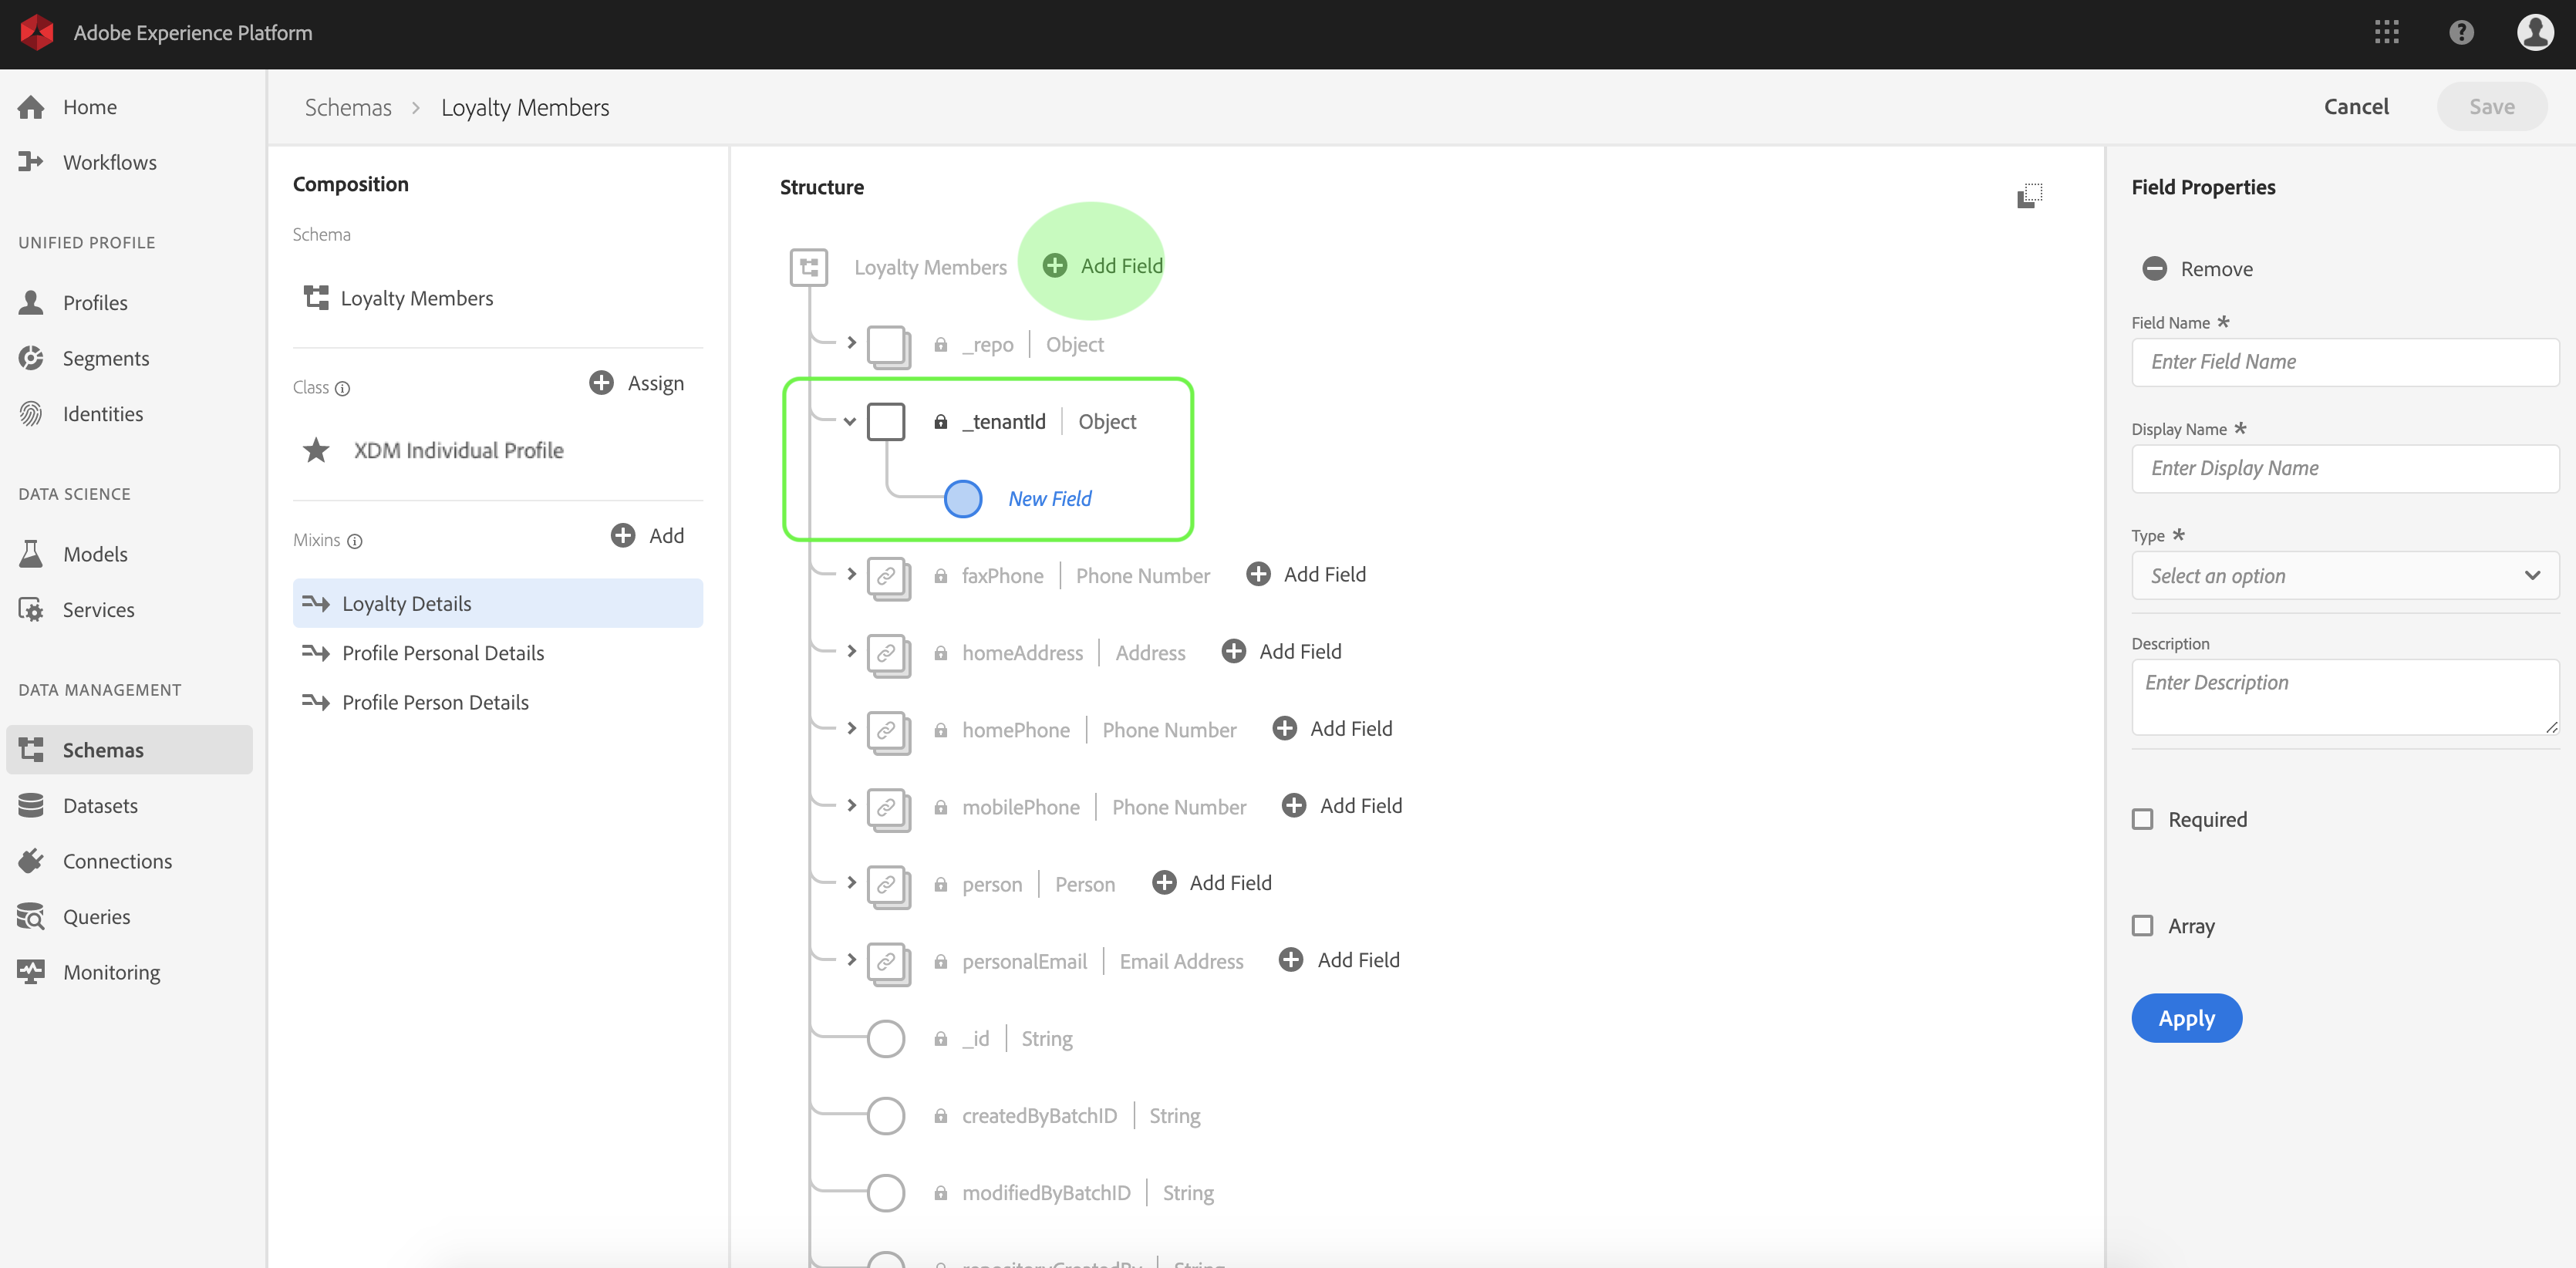 Adobe Experience Platform
Home
Workflows
UNIFIED PROFILE
Profiles
Segments
Identities
DATA SCIENCE
Models
Services
DATA MANAGEMENT
Schemas
Datasets
Connections
Queries
Monitoring
Schemas > Loyalty Members
Cancel
Save
Composition
Schema
Loyalty Members
Class
Assign
XDM Individual Profile
Mixins
Add
Loyalty Details
Profile Personal Details
Profile Person Details
Structure
Loyalty Members Add Field
_repo | Object
_tenantId | Object
New Field
faxPhone | Phone Number Add Field
homeAddress | Address Add Field
homePhone | Phone Number Add Field
mobilePhone | Phone Number Add Field
person | Person Add Field
personalEmail | Email Address Add Field
_id | String
createdByBatchID | String
modifiedByBatchID | String
repositoryCreatedBy | String
Field Properties
Remove
Field Name *
Enter Field Name
Display Name *
Enter Display Name
Type *
Select an option
Description
Enter Description
Required
Array
Apply